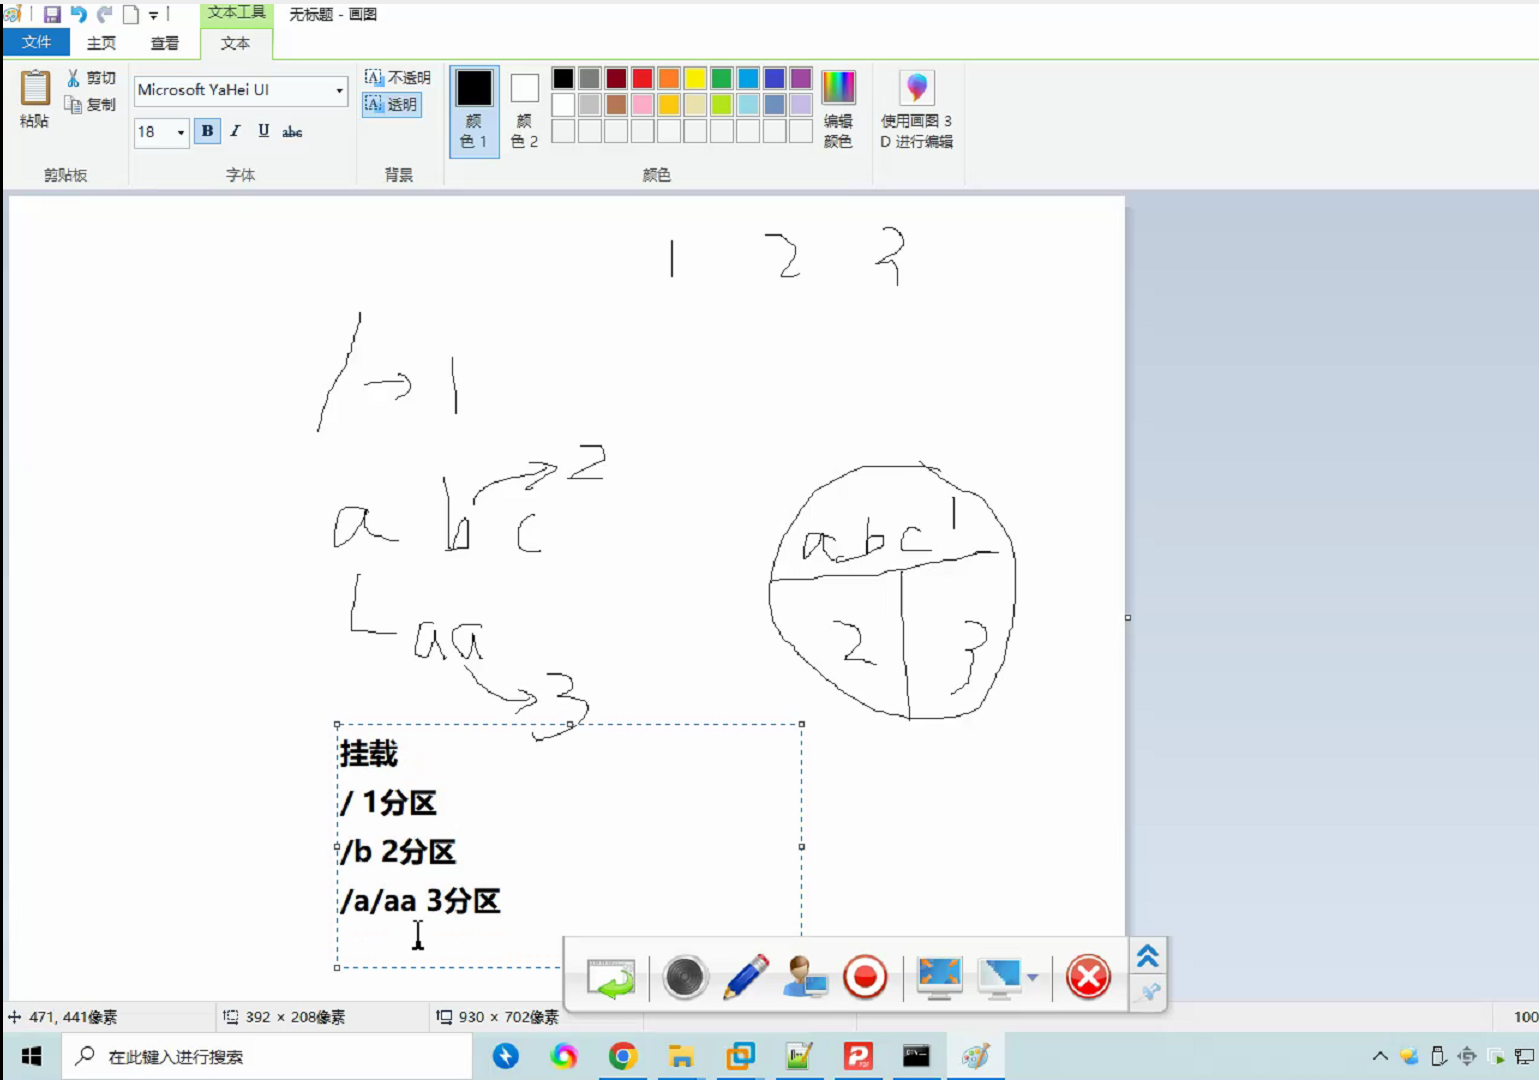 文本工具
无标题 - 画图
文件 主页 查看 文本
粘贴
剪切
复制
剪贴板
Microsoft YaHei UI
18 B I U abc
字体
不透明
透明
背景
颜色 1
颜色 2
编辑颜色
颜色
使用画图 3D 进行编辑
1 2 3
/ → 1
2
a b c
aa
3
a b c 1
2 3
挂载
/ 1分区
/b 2分区
/a/aa 3分区
471, 441像素 392 × 208像素 930 × 702像素 100
在此键入进行搜索